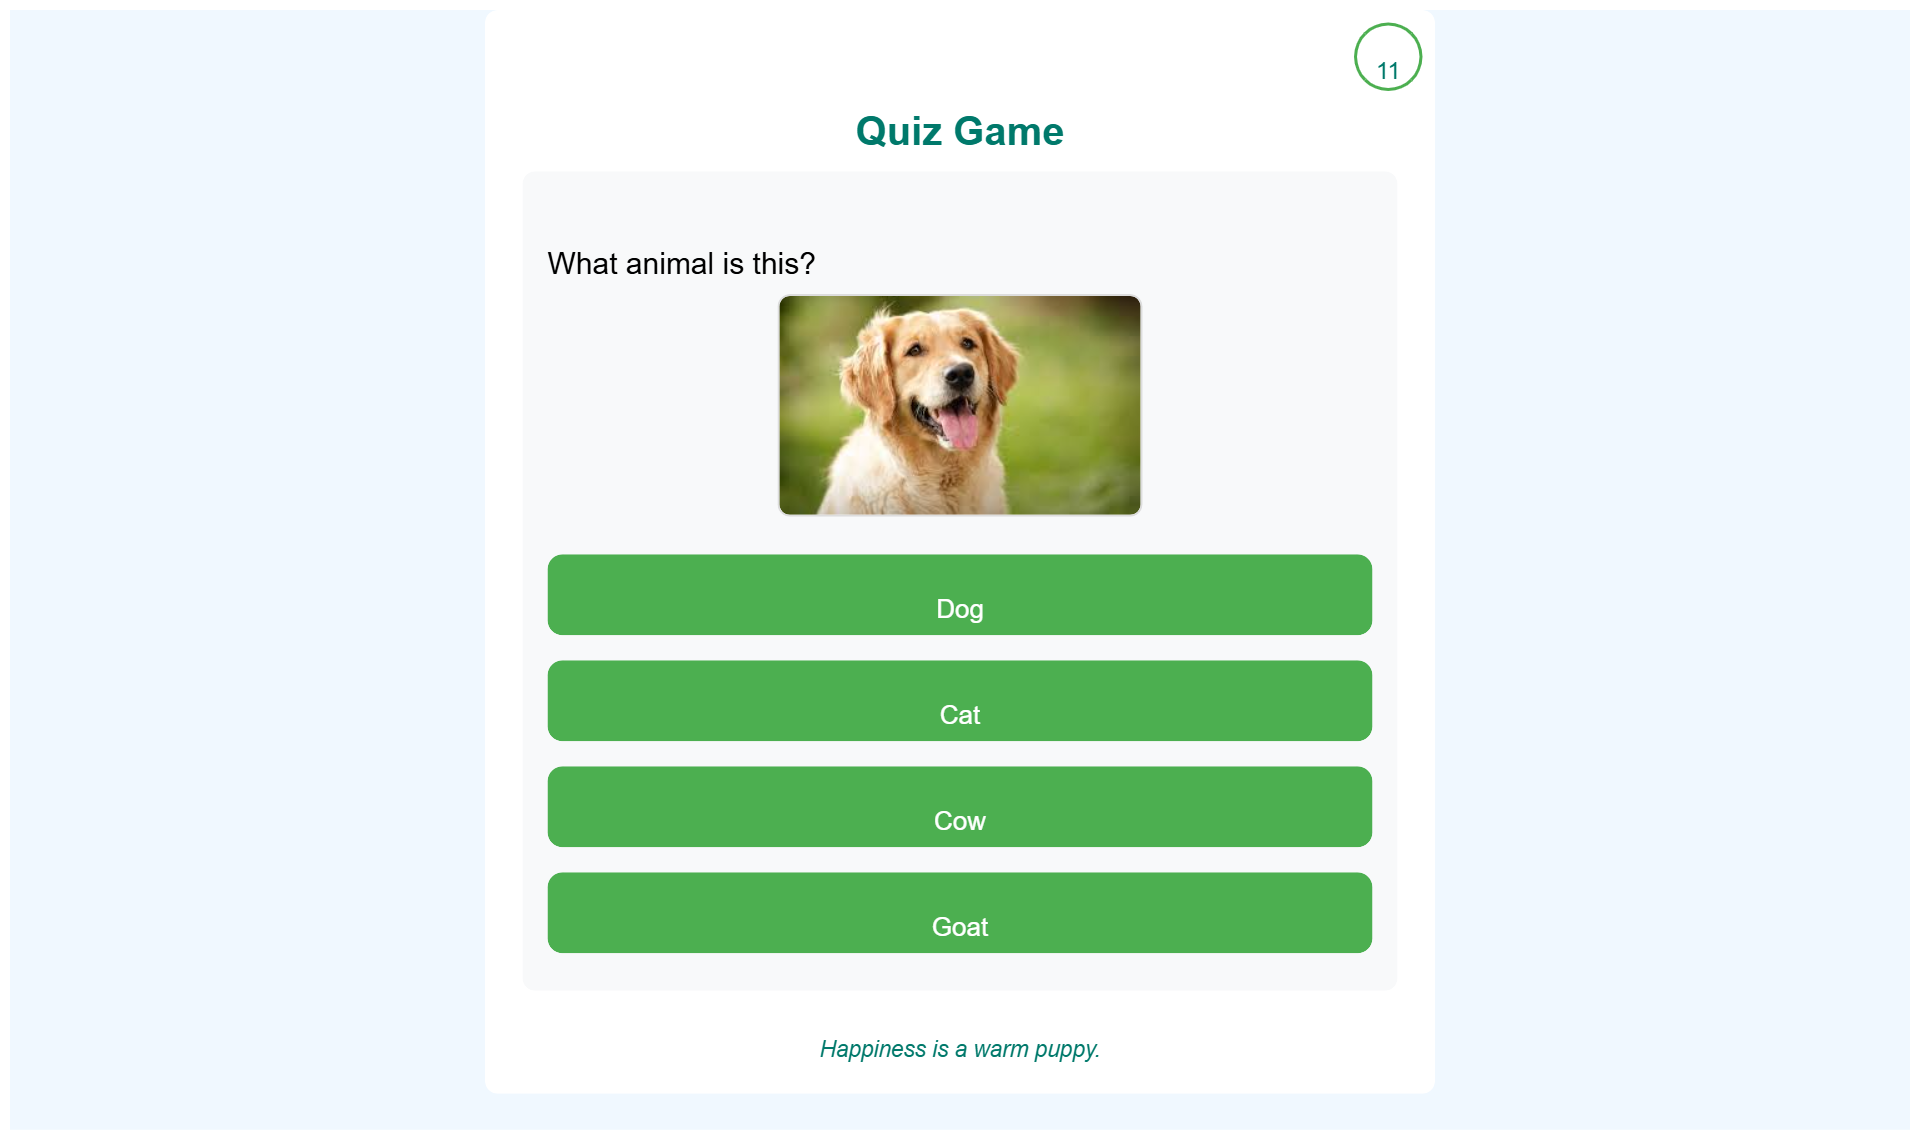 11
Quiz Game
What animal is this?
Dog
Cat
Cow
Goat
Happiness is a warm puppy.